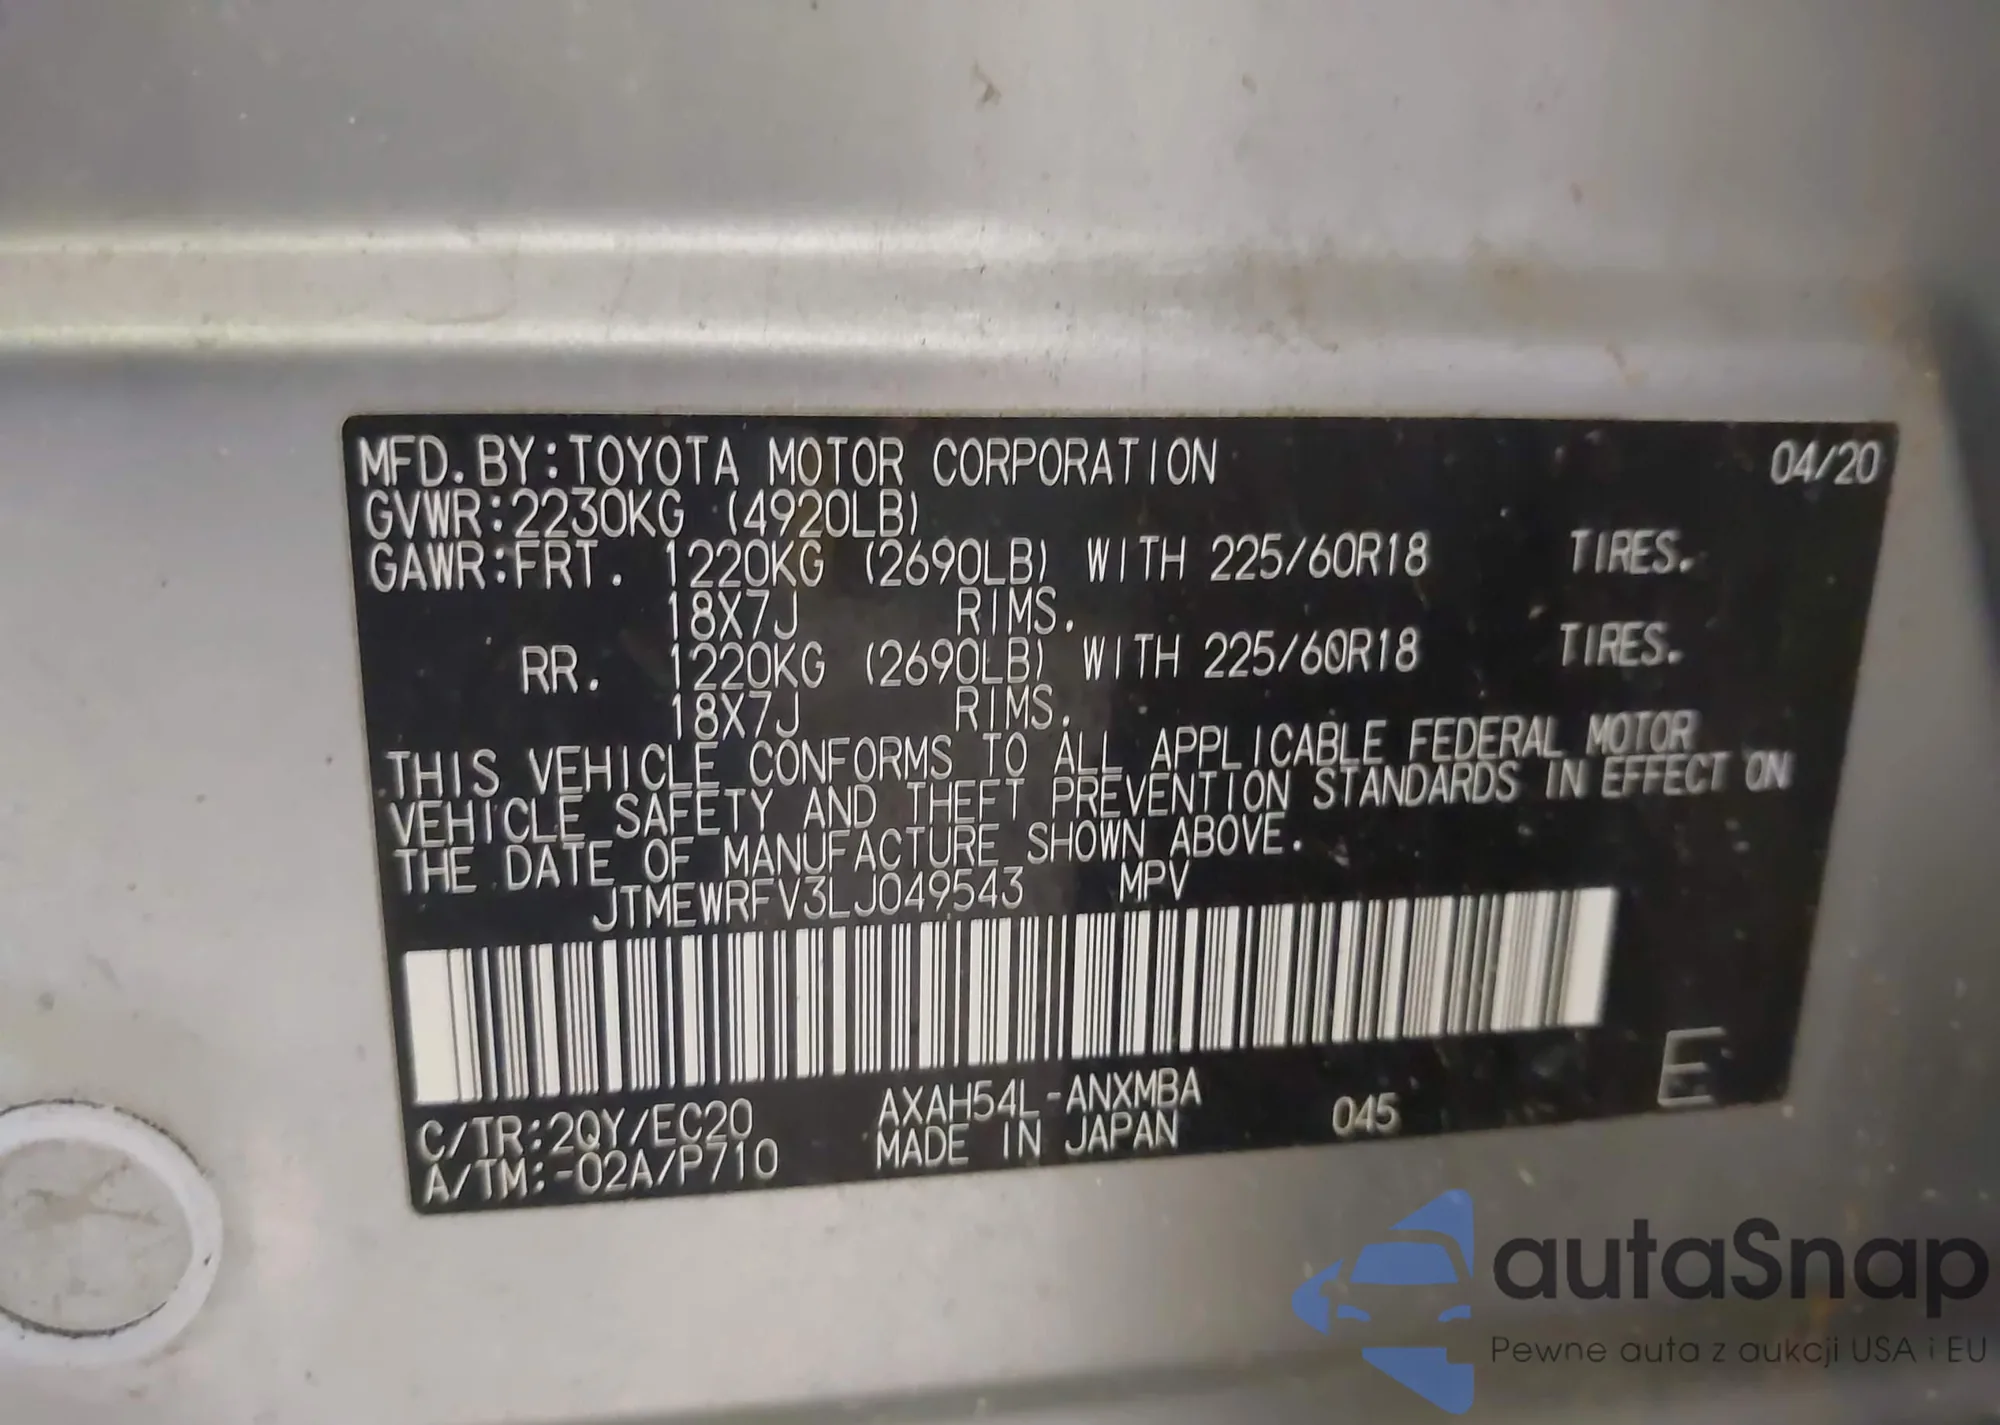 MFD. BY:TOYOTA MOTOR CORPORATION 04/20
GVWR:2230KG (4920LB)
GAWR:FRT. 1220KG (2690LB) WITH 225/60R18 TIRES.
18X7J RIMS.
RR. 1220KG (2690LB) WITH 225/60R18 TIRES.
18X7J RIMS.
THIS VEHICLE CONFORMS TO ALL APPLICABLE FEDERAL MOTOR
VEHICLE SAFETY AND THEFT PREVENTION STANDARDS IN EFFECT ON
THE DATE OF MANUFACTURE SHOWN ABOVE.
JTMEWRFV3LJ049543 MPV
C/TR:2QY/EC20 AXAH54L-ANXMBA 045 E
A/TM:-02A/P710 MADE IN JAPAN
autaSnap
Pewne auta z aukcji USA i EU